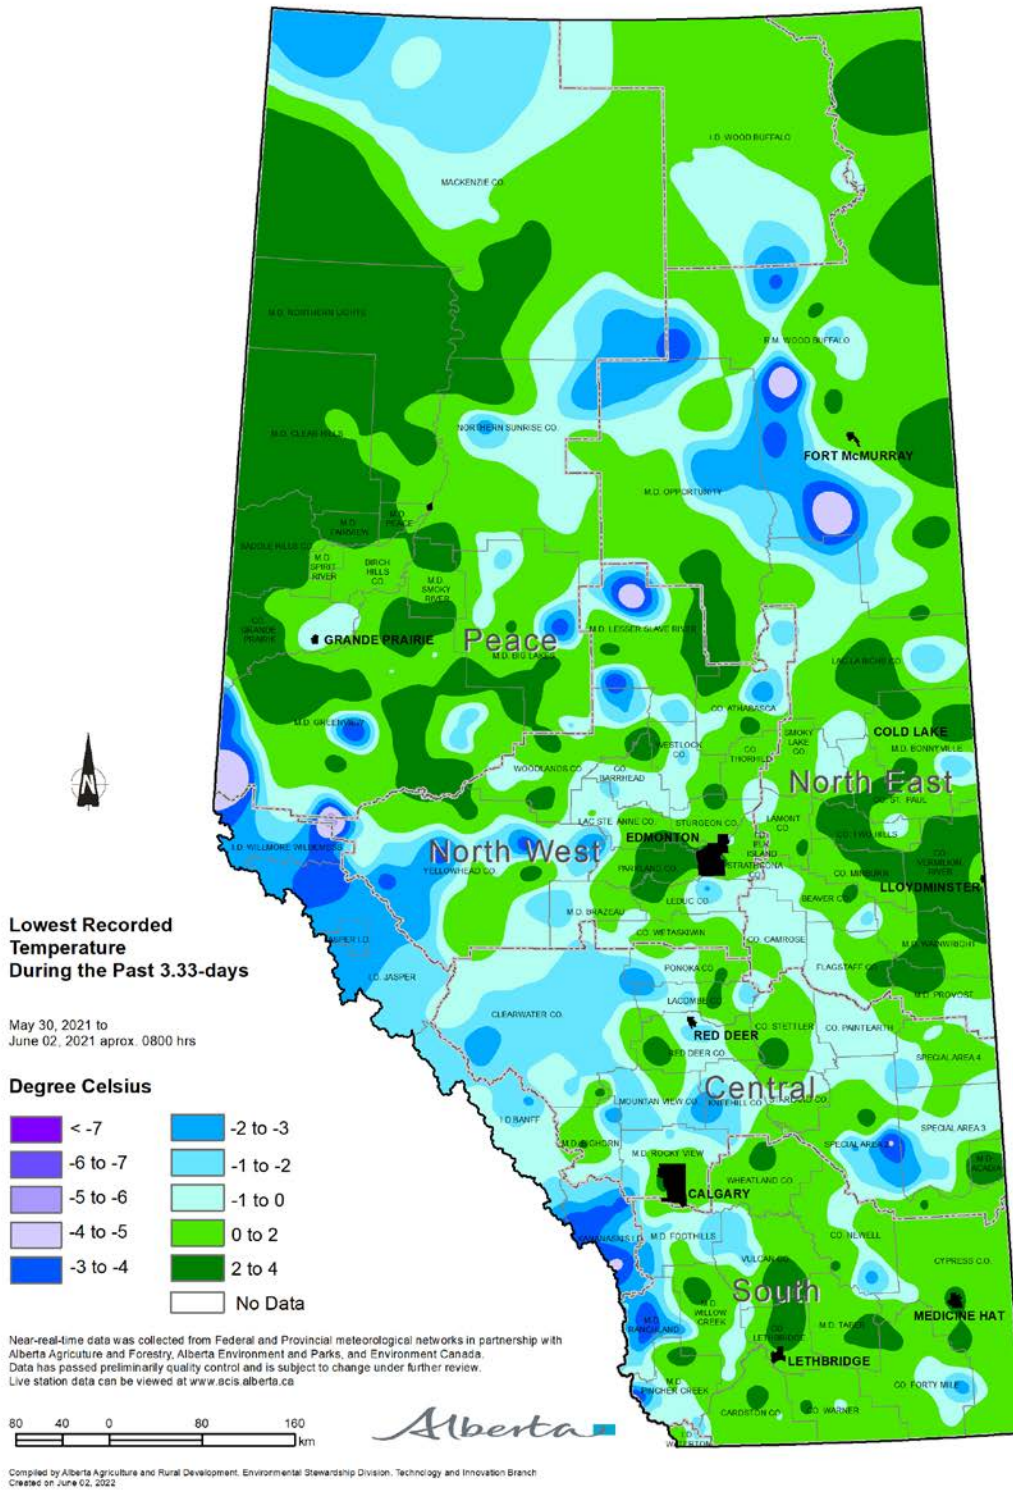 I.D. WOOD BUFFALO
MACKENZIE CO.
M.D. NORTHERN LIGHTS
R.M. WOOD BUFFALO
M.D. CLEAR HILLS
NORTHERN SUNRISE CO.
FORT McMURRAY
M.D. OPPORTUNITY
M.D. PEACE
M.D. FAIRVIEW
SADDLE HILLS CO.
M.D. SPIRIT RIVER
BIRCH HILLS CO.
M.D. SMOKY RIVER
CO. GRANDE PRAIRIE
GRANDE PRAIRIE
Peace
M.D. LESSER SLAVE RIVER
M.D. BIG LAKES
LAC LA BICHE CO.
CO. ATHABASCA
M.D. GREENVIEW
COLD LAKE
M.D. BONNYVILLE
WESTLOCK CO.
CO. THORHILD
SMOKY LAKE CO.
WOODLANDS CO.
CO. BARRHEAD
North East
CO. ST. PAUL
LAC STE. ANNE CO.
STURGEON CO.
LAMONT CO.
CO. TWO HILLS
EDMONTON
I.D. ELK ISLAND
I.D. WILLMORE WILDERNESS
North West
YELLOWHEAD CO.
PARKLAND CO.
STRATHCONA CO.
CO. MINBURN
CO. VERMILION RIVER
LLOYDMINSTER
LEDUC CO.
BEAVER CO.
M.D. BRAZEAU
CO. WETASKIWIN
CO. CAMROSE
M.D. WAINWRIGHT
Lowest Recorded
Temperature
During the Past 3.33-days
JASPER I.D.
I.D. JASPER
PONOKA CO.
FLAGSTAFF CO.
M.D. PROVOST
LACOMBE CO.
CLEARWATER CO.
May 30, 2021 to
June 02, 2021 aprox. 0800 hrs
RED DEER
CO. STETTLER
CO. PAINTEARTH
RED DEER CO.
SPECIAL AREA 4
Central
Degree Celsius
< -7
-6 to -7
-5 to -6
-4 to -5
-3 to -4
-2 to -3
-1 to -2
-1 to 0
0 to 2
2 to 4
No Data
I.D BANFF
MOUNTAIN VIEW CO.
KNEEHILL CO.
STARLAND CO.
SPECIAL AREA 3
SPECIAL AREA 2
M.D. BIGHORN
M.D. ROCKY VIEW
M.D. ACADIA
WHEATLAND CO.
CALGARY
KANANASKIS I.D.
M.D. FOOTHILLS
CO. NEWELL
VULCAN CO.
CYPRESS CO.
South
M.D. WILLOW CREEK
M.D. RANCHLAND
MEDICINE HAT
M.D. TABER
CO. LETHBRIDGE
LETHBRIDGE
M.D. PINCHER CREEK
CO. FORTY MILE
CARDSTON CO.
CO. WARNER
I.D. WATERTON
Near-real-time data was collected from Federal and Provincial meteorological networks in partnership with
Alberta Agricuture and Forestry, Alberta Environment and Parks, and Environment Canada.
Data has passed preliminarily quality control and is subject to change under further review.
Live station data can be viewed at www.acis.alberta.ca
80 40 0 80 160
km
Alberta
N
Compiled by Alberta Agriculture and Rural Development, Environmental Stewardship Division, Technology and Innovation Branch
Created on June 02, 2022